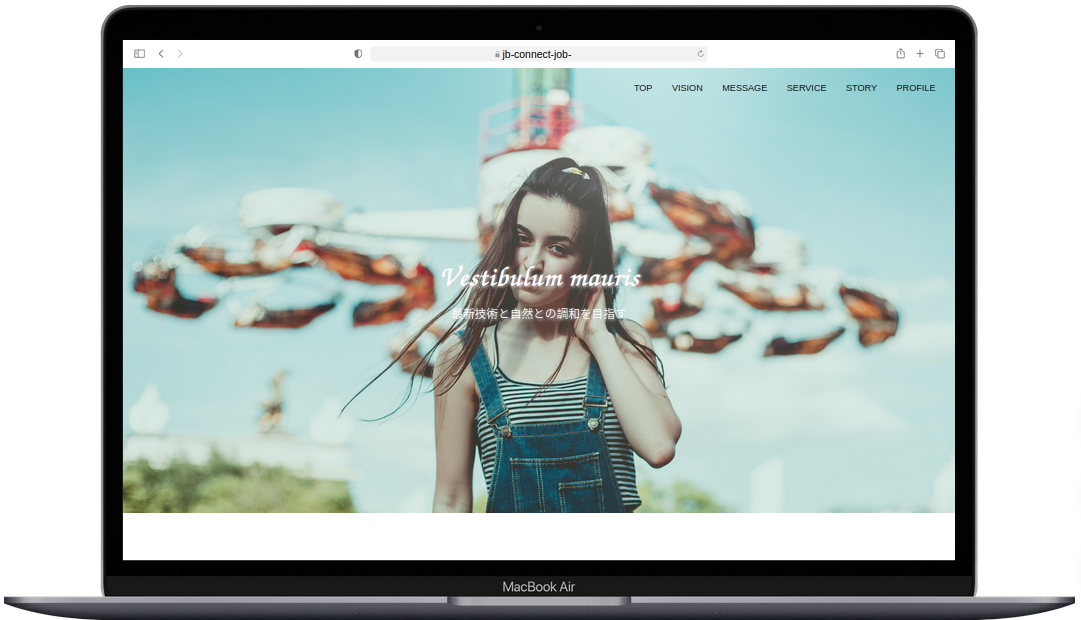 jb-connect-job-
TOP VISION MESSAGE SERVICE STORY PROFILE
Vestibulum mauris
最新技術と自然との調和を目指す
MacBook Air